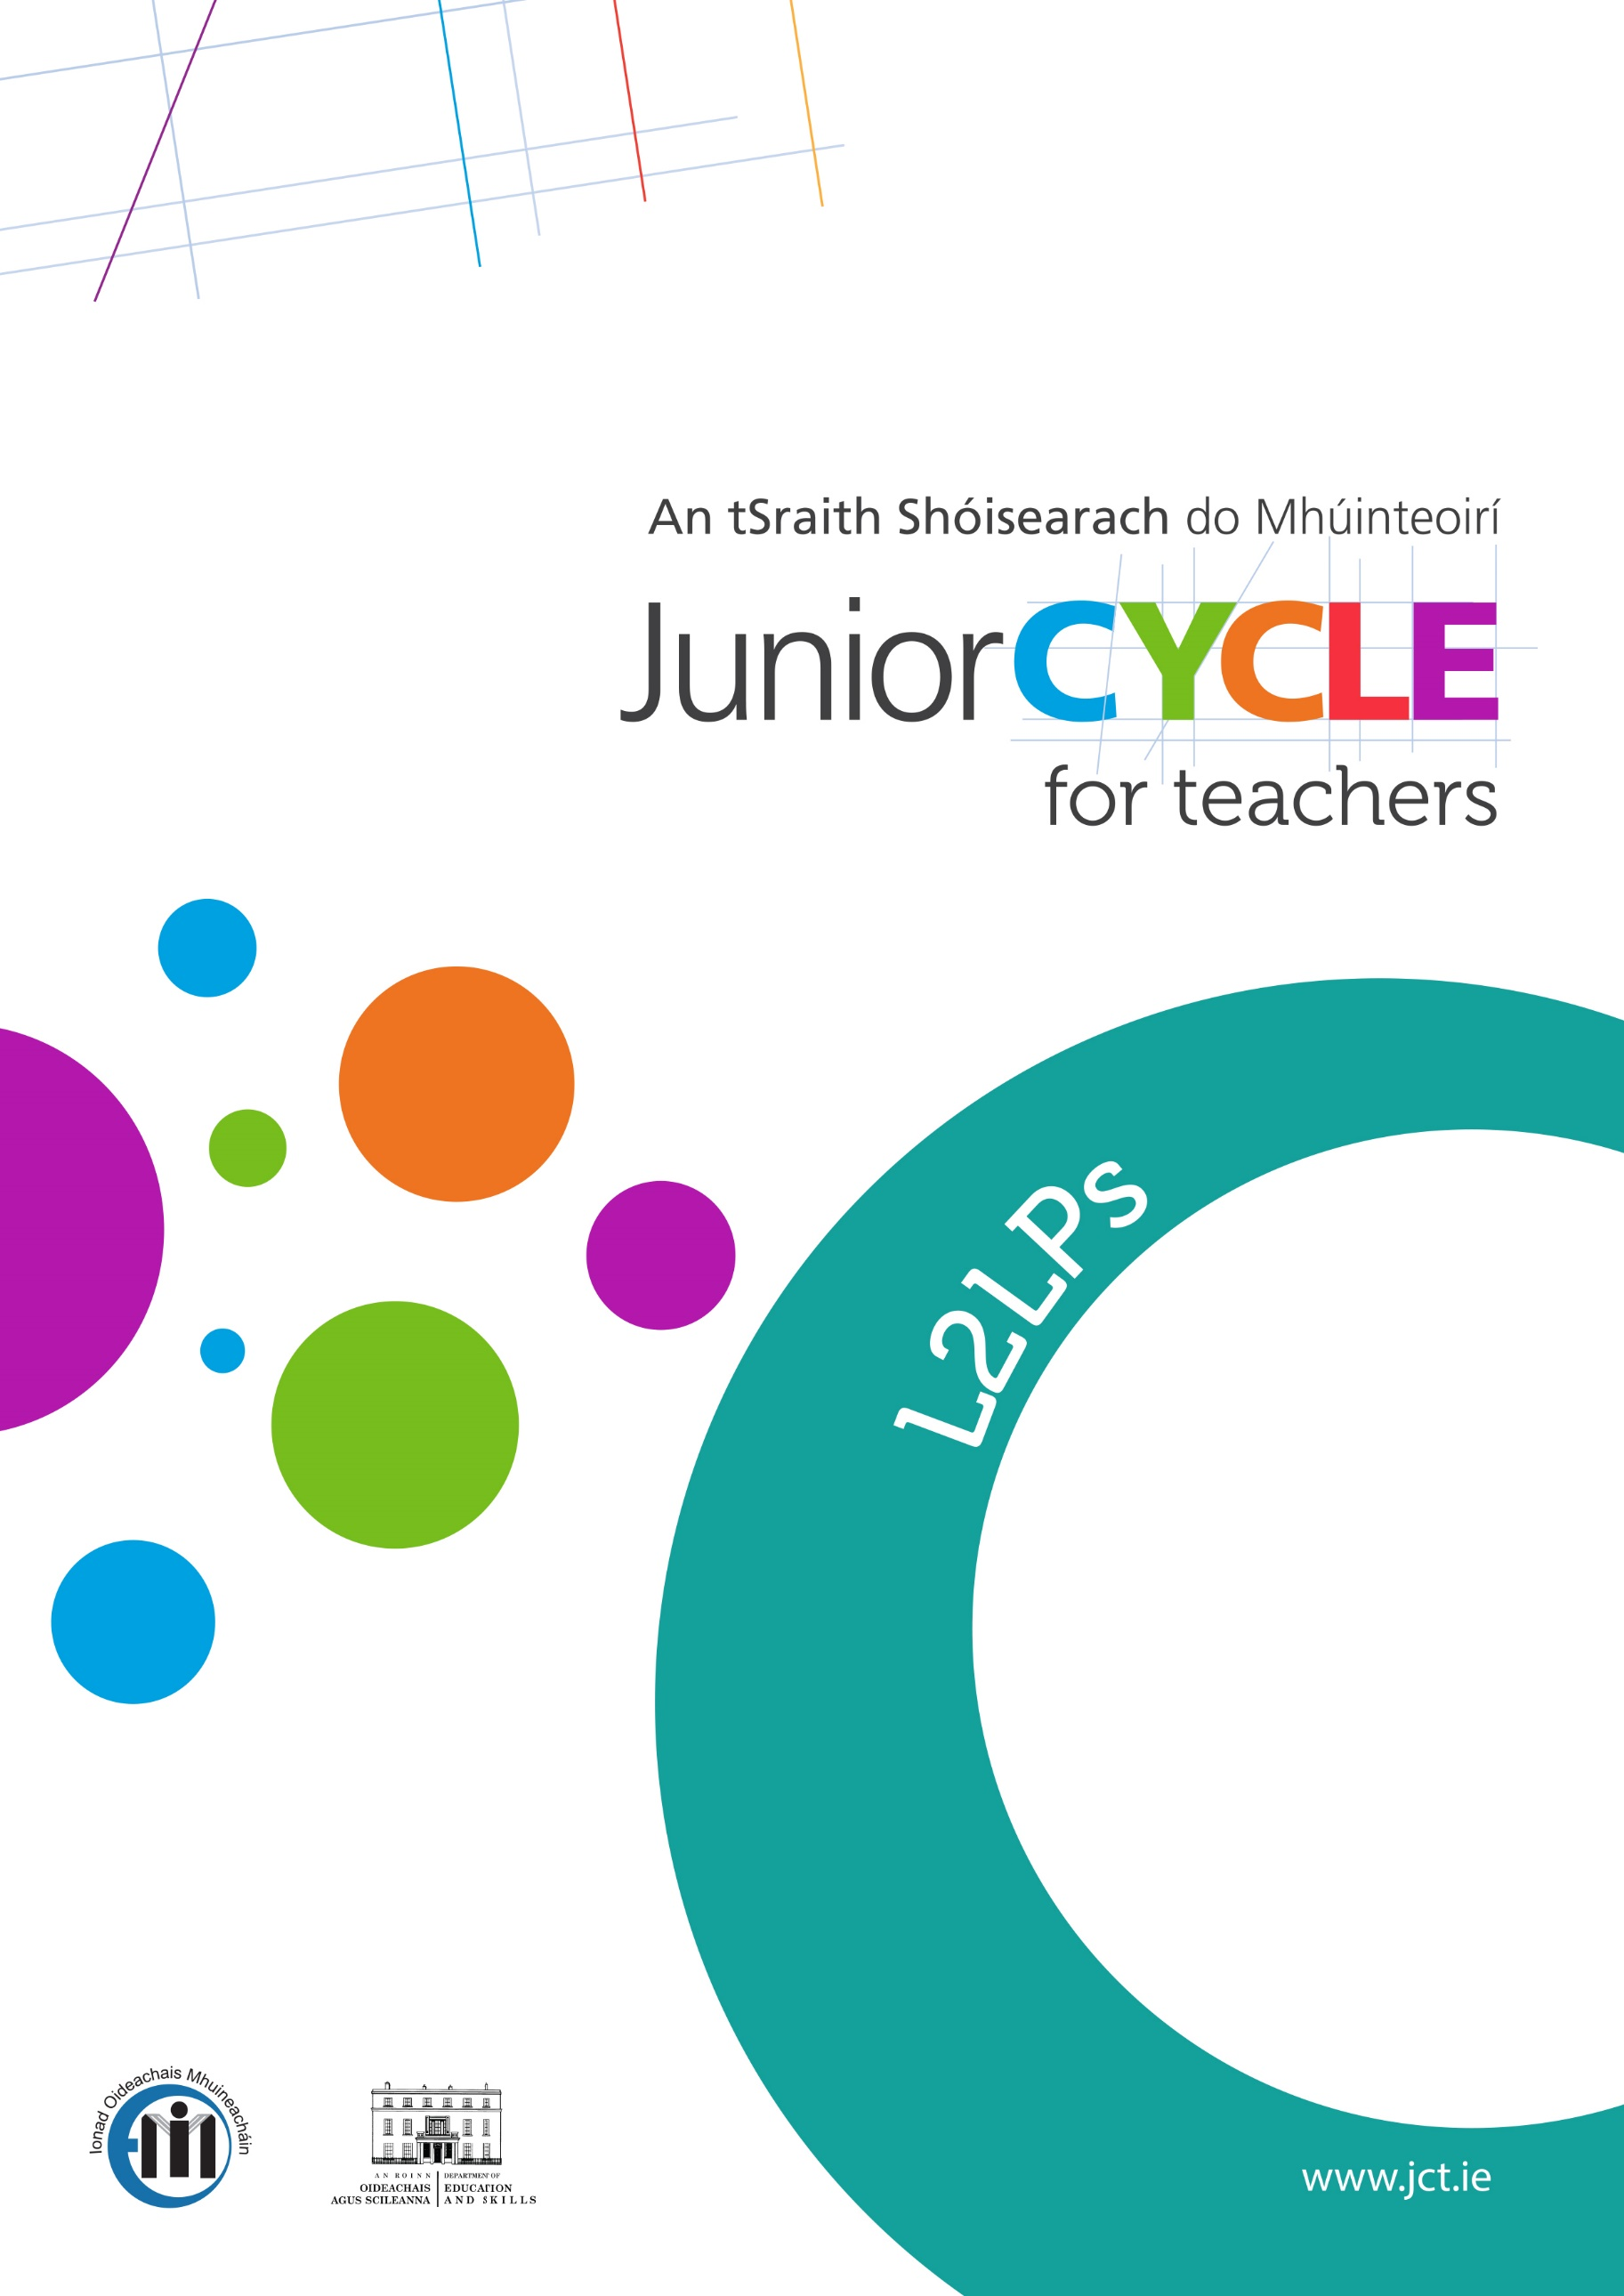 An tSraith Shóisearach do Mhúinteoirí
JuniorCYCLE
for teachers
L2LPs
Ionad Oideachais Mhuineacháin
AN ROINN
OIDEACHAIS
AGUS SCILEANNA
DEPARTMENT OF
EDUCATION
AND SKILLS
www.jct.ie